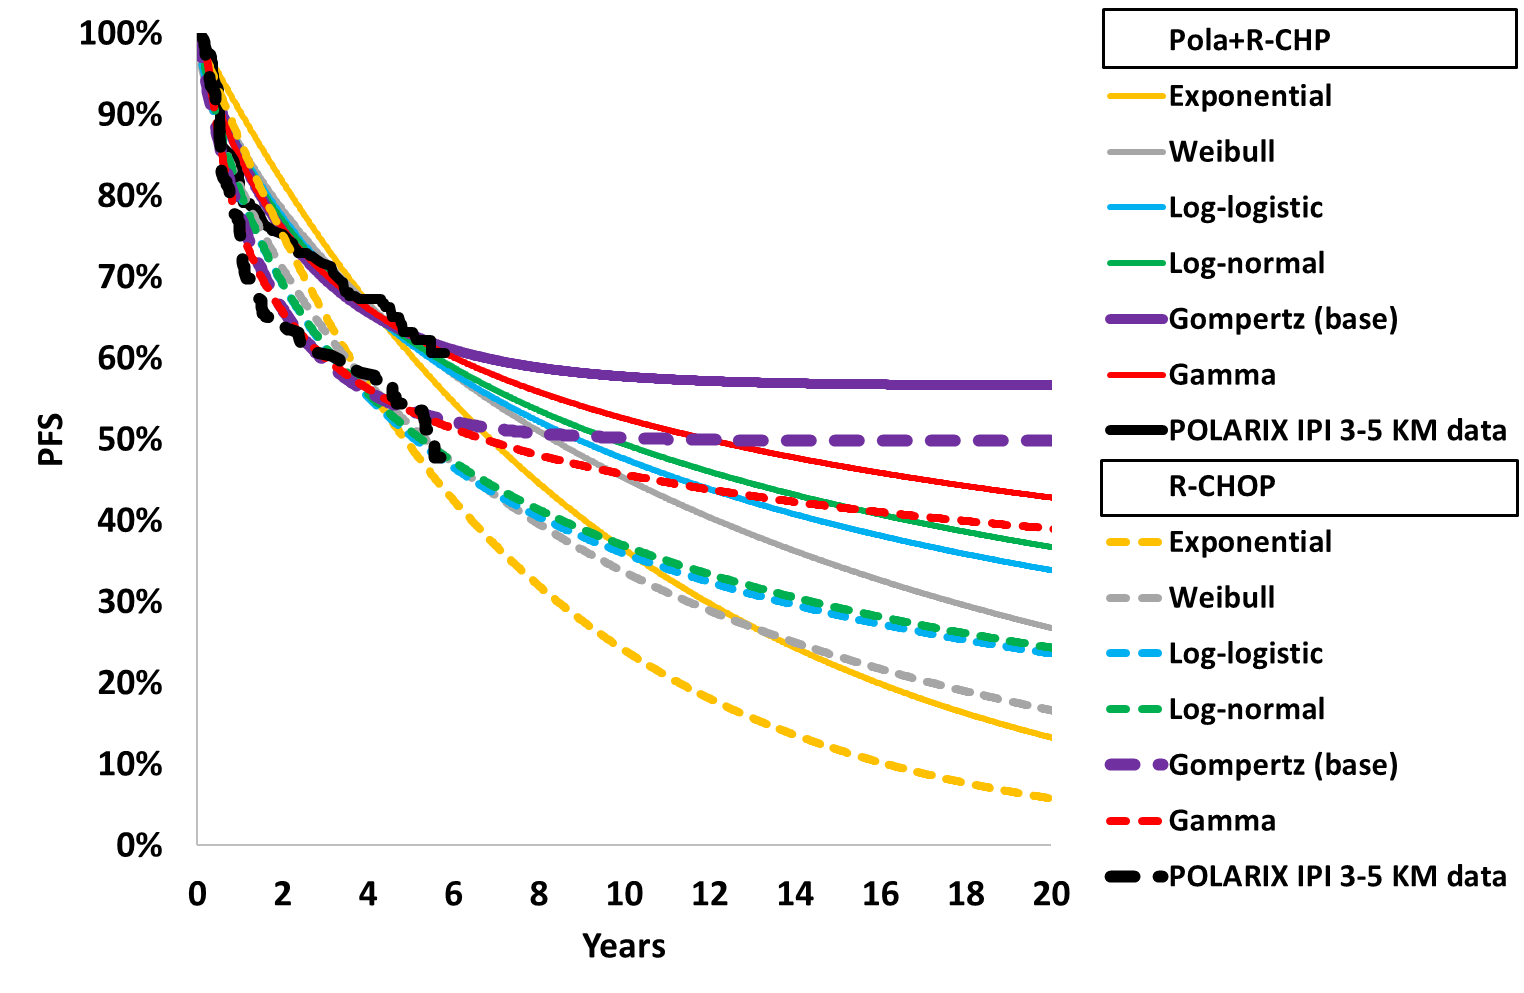 100%
90%
80%
70%
60%
50%
40%
30%
20%
10%
0%
PFS
0 2 4 6 8 10 12 14 16 18 20
Years
Pola+R-CHP
Exponential
Weibull
Log-logistic
Log-normal
Gompertz (base)
Gamma
POLARIX IPI 3-5 KM data
R-CHOP
Exponential
Weibull
Log-logistic
Log-normal
Gompertz (base)
Gamma
POLARIX IPI 3-5 KM data